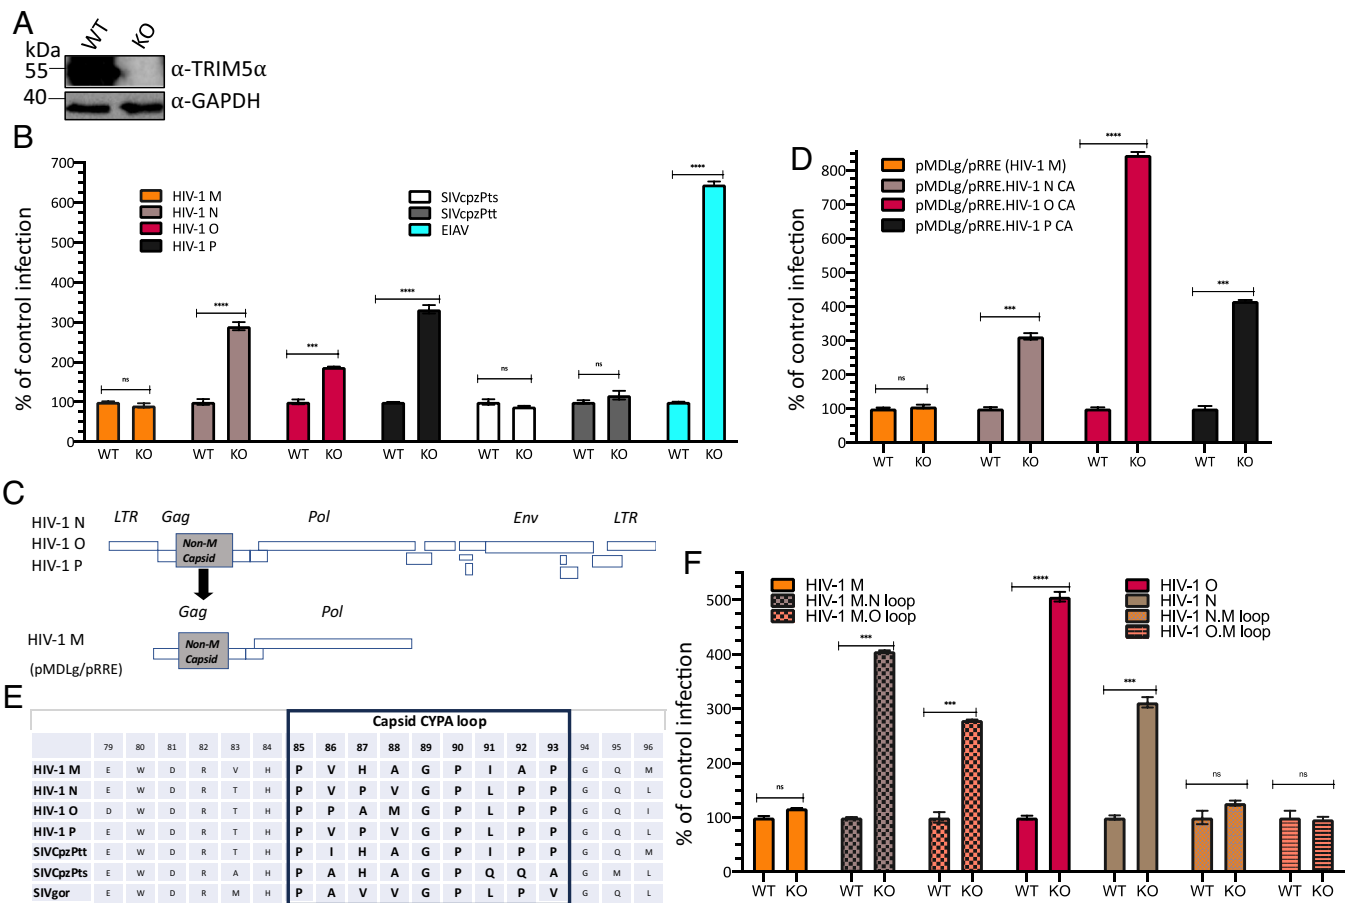 A
WT KO
kDa
55
α-TRIM5α
40
α-GAPDH
B
% of control infection
700
600
500
400
300
200
100
0
HIV-1 M
HIV-1 N
HIV-1 O
HIV-1 P
SIVcpzPts
SIVcpzPtt
EIAV
ns
****
***
****
ns
ns
****
WT KO WT KO WT KO WT KO WT KO WT KO WT KO
D
% of control infection
800
700
600
500
400
300
200
100
0
pMDLg/pRRE (HIV-1 M)
pMDLg/pRRE.HIV-1 N CA
pMDLg/pRRE.HIV-1 O CA
pMDLg/pRRE.HIV-1 P CA
ns
***
****
***
WT KO WT KO WT KO WT KO
C
HIV-1 N
HIV-1 O
HIV-1 P
LTR Gag Pol Env LTR
Non-M
Capsid
Gag Pol
HIV-1 M
(pMDLg/pRRE)
Non-M
Capsid
E
Capsid CYPA loop
79 80 81 82 83 84 85 86 87 88 89 90 91 92 93 94 95 96
HIV-1 M E W D R V H P V H A G P I A P G Q M
HIV-1 N E W D R T H P V P V G P L P P G Q L
HIV-1 O D W D R T H P P A M G P L P P G Q I
HIV-1 P E W D R T H P V P V G P L P P G Q L
SIVCpzPtt E W D R T H P I H A G P I P P G Q M
SIVCpzPts E W D R A H P A H A G P Q Q A G M L
SIVgor E W D R M H P A V V G P L P V G Q L
F
% of control infection
500
400
300
200
100
0
HIV-1 M
HIV-1 M.N loop
HIV-1 M.O loop
HIV-1 O
HIV-1 N
HIV-1 N.M loop
HIV-1 O.M loop
ns
***
***
****
***
ns
ns
WT KO WT KO WT KO WT KO WT KO WT KO WT KO